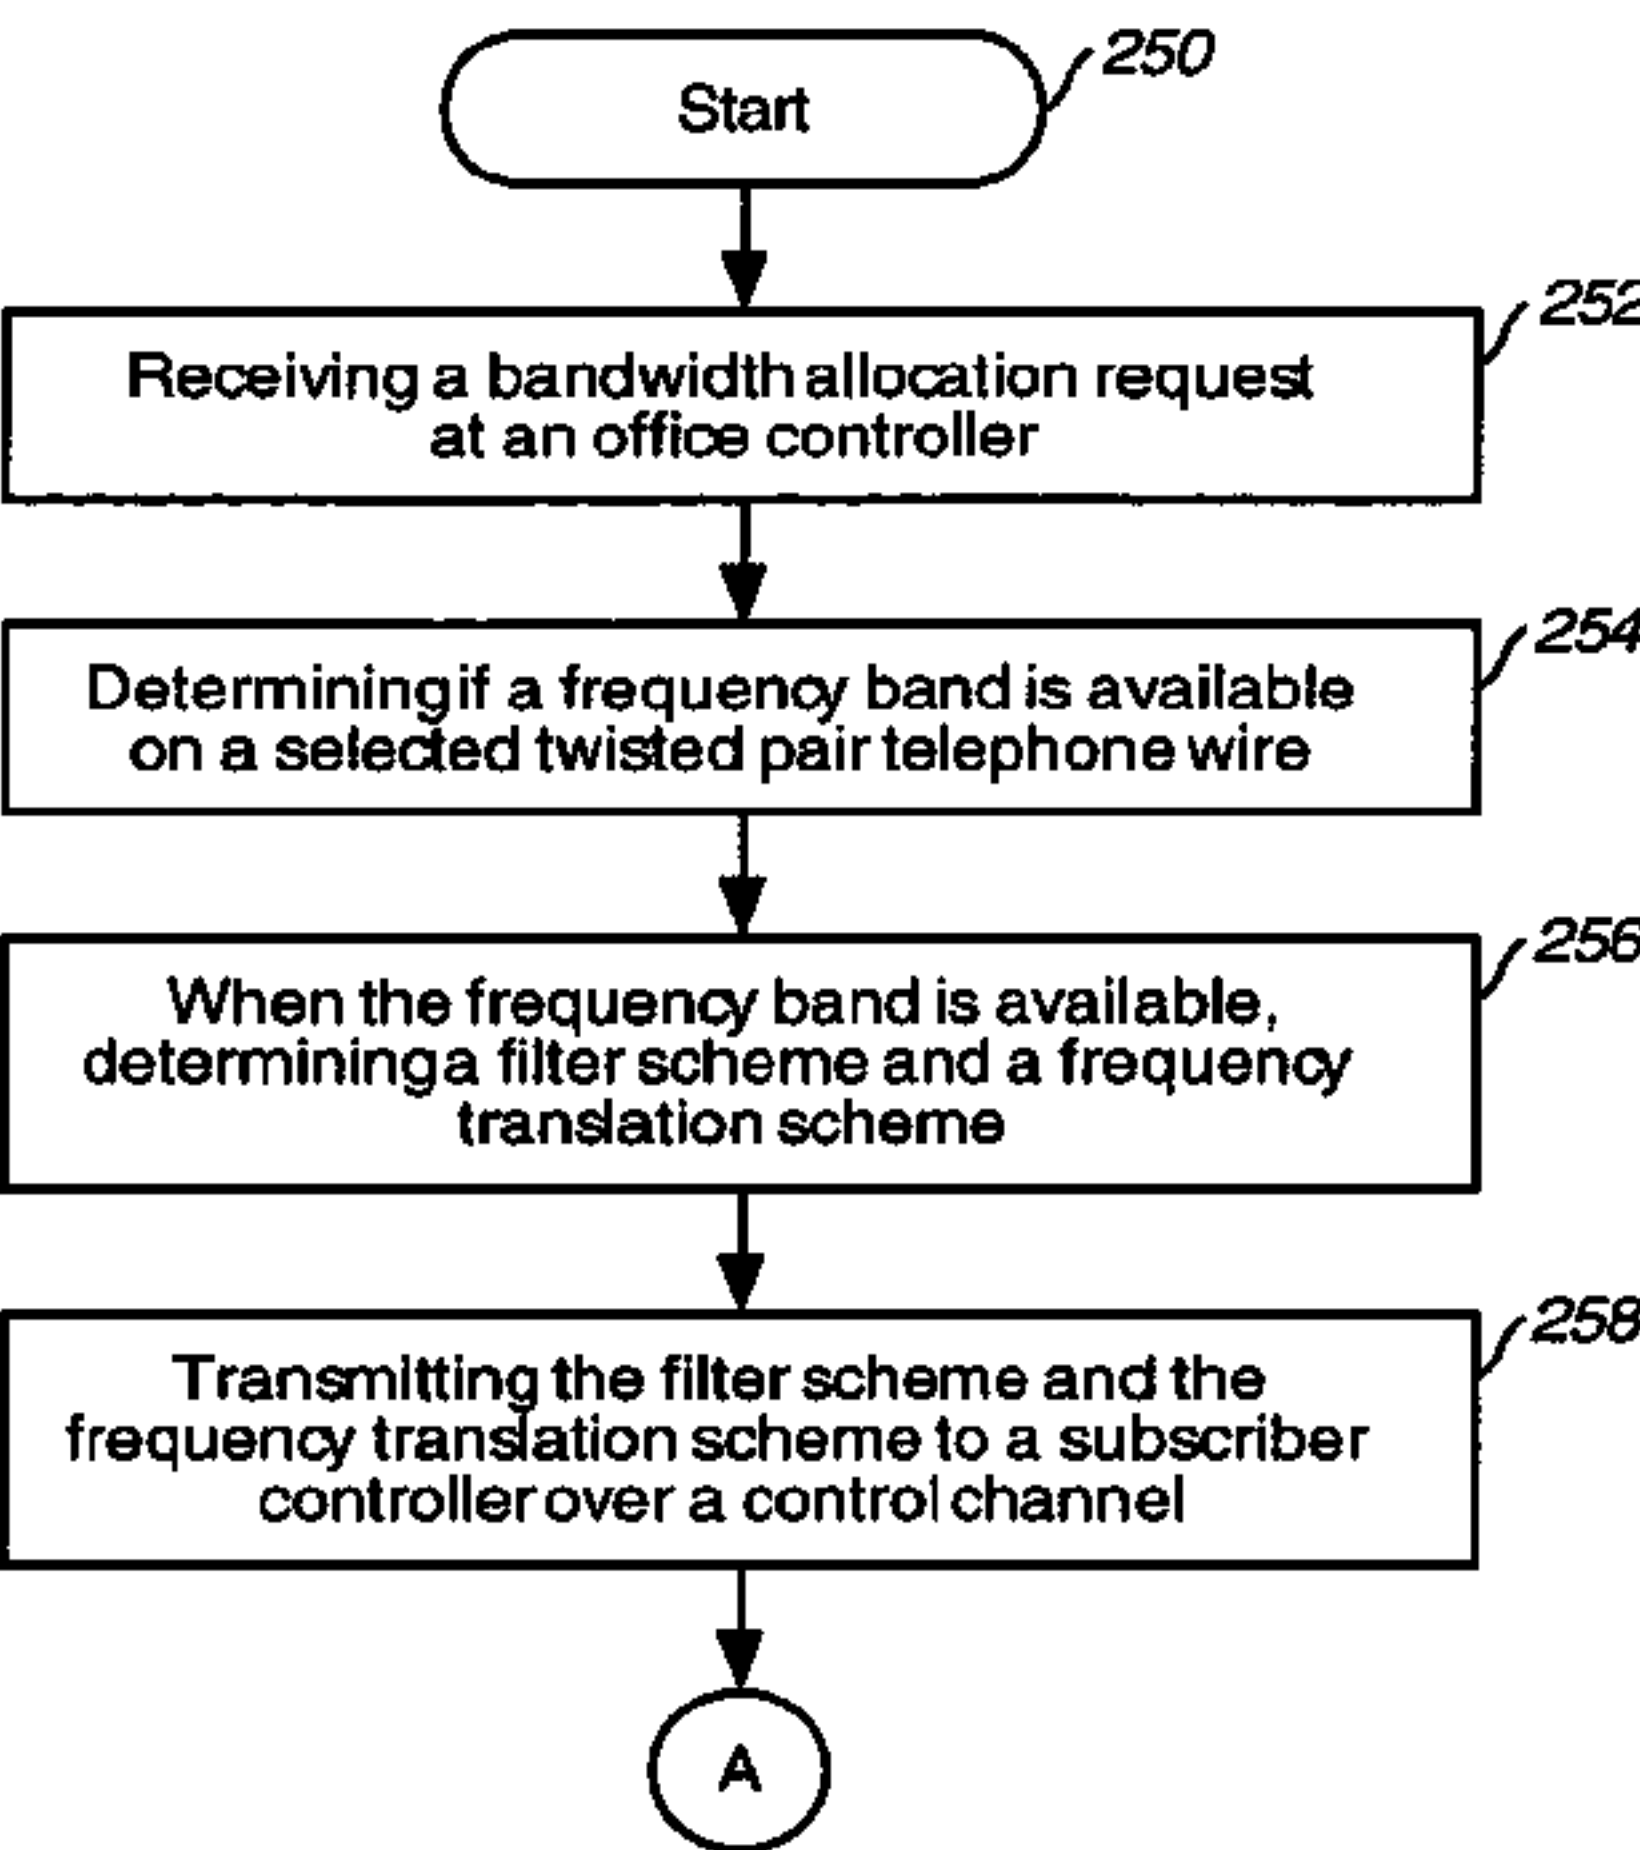 Start
250
252
Receiving a bandwidth allocation request
at an office controller
254
Determining if a frequency band is available
on a selected twisted pair telephone wire
256
When the frequency band is available,
determining a filter scheme and a frequency
translation scheme
258
Transmitting the filter scheme and the
frequency translation scheme to a subscriber
controller over a control channel
A